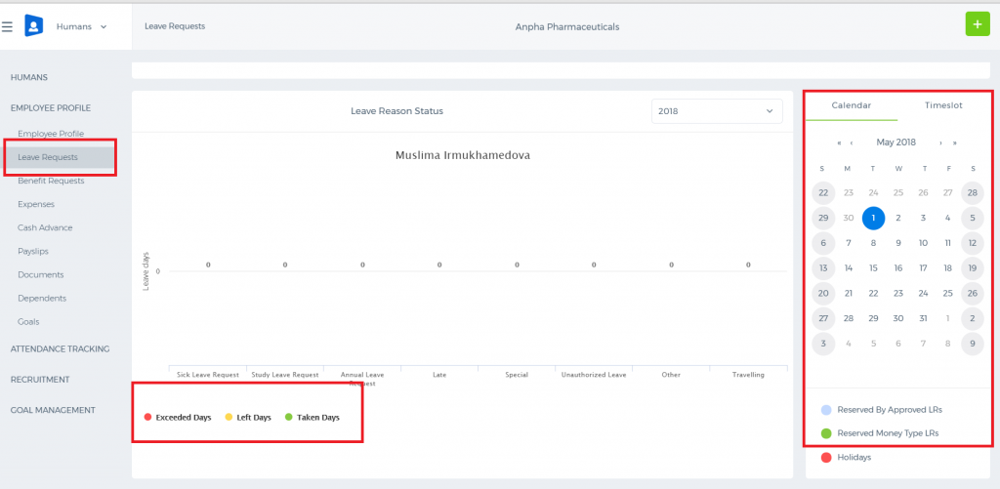 Humans
Leave Requests
Anpha Pharmaceuticals
+
HUMANS
EMPLOYEE PROFILE
Employee Profile
Leave Requests
Benefit Requests
Expenses
Cash Advance
Payslips
Documents
Dependents
Goals
ATTENDANCE TRACKING
RECRUITMENT
GOAL MANAGEMENT
Leave Reason Status
2018
Muslima Irmukhamedova
Leave days
0
0 0 0 0 0 0 0 0
Sick Leave Request
Study Leave Request
Annual Leave
Request
Late
Special
Unauthorized Leave
Other
Travelling
Exceeded Days Left Days Taken Days
Calendar Timeslot
« ‹ May 2018 › »
S M T W T F S
22 23 24 25 26 27 28
29 30 1 2 3 4 5
6 7 8 9 10 11 12
13 14 15 16 17 18 19
20 21 22 23 24 25 26
27 28 29 30 31 1 2
3 4 5 6 7 8 9
Reserved By Approved LRs
Reserved Money Type LRs
Holidays